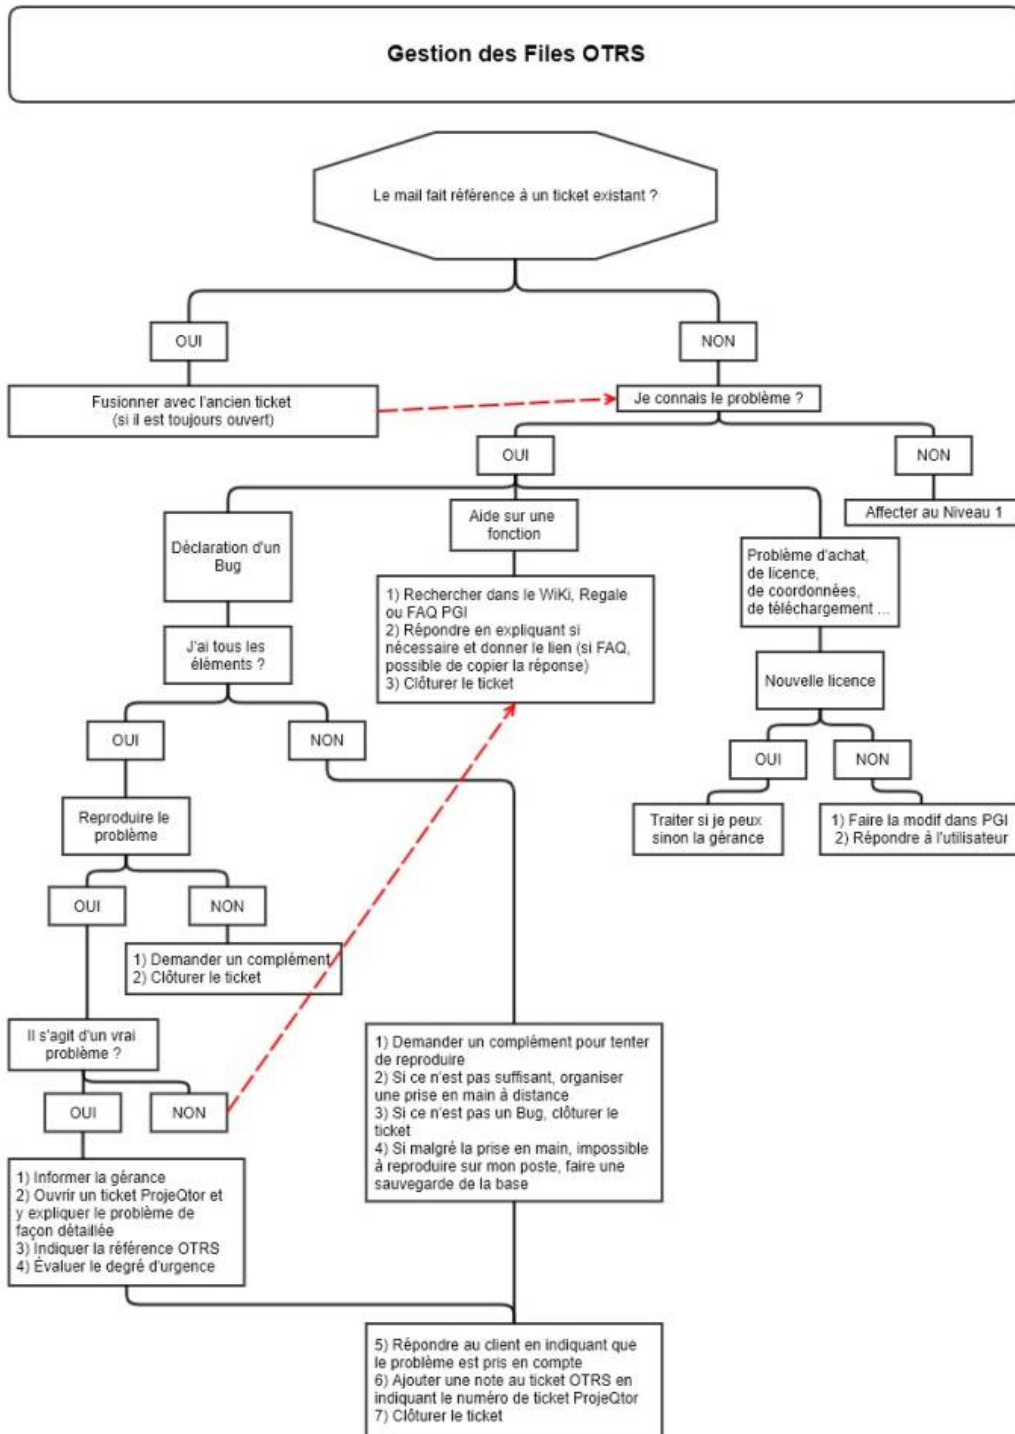 Gestion des Files OTRS
Le mail fait référence à un ticket existant ?
OUI
NON
Fusionner avec l'ancien ticket
(si il est toujours ouvert)
Je connais le problème ?
OUI
NON
Affecter au Niveau 1
Déclaration d'un
Bug
Aide sur une
fonction
Problème d'achat,
de licence,
de coordonnées,
de téléchargement ...
1) Rechercher dans le WiKi, Regale
ou FAQ PGI
2) Répondre en expliquant si
nécessaire et donner le lien (si FAQ,
possible de copier la réponse)
3) Clôturer le ticket
J'ai tous les
éléments ?
Nouvelle licence
OUI
NON
OUI
NON
Reproduire le
problème
Traiter si je peux
sinon la gérance
1) Faire la modif dans PGI
2) Répondre à l'utilisateur
OUI
NON
1) Demander un complément
2) Clôturer le ticket
Il s'agit d'un vrai
problème ?
OUI
NON
1) Demander un complément pour tenter
de reproduire
2) Si ce n'est pas suffisant, organiser
une prise en main à distance
3) Si ce n'est pas un Bug, clôturer le
ticket
4) Si malgré la prise en main, impossible
à reproduire sur mon poste, faire une
sauvegarde de la base
1) Informer la gérance
2) Ouvrir un ticket ProjeQtor et
y expliquer le problème de
façon détaillée
3) Indiquer la référence OTRS
4) Évaluer le degré d'urgence
5) Répondre au client en indiquant que
le problème est pris en compte
6) Ajouter une note au ticket OTRS en
indiquant le numéro de ticket ProjeQtor
7) Clôturer le ticket